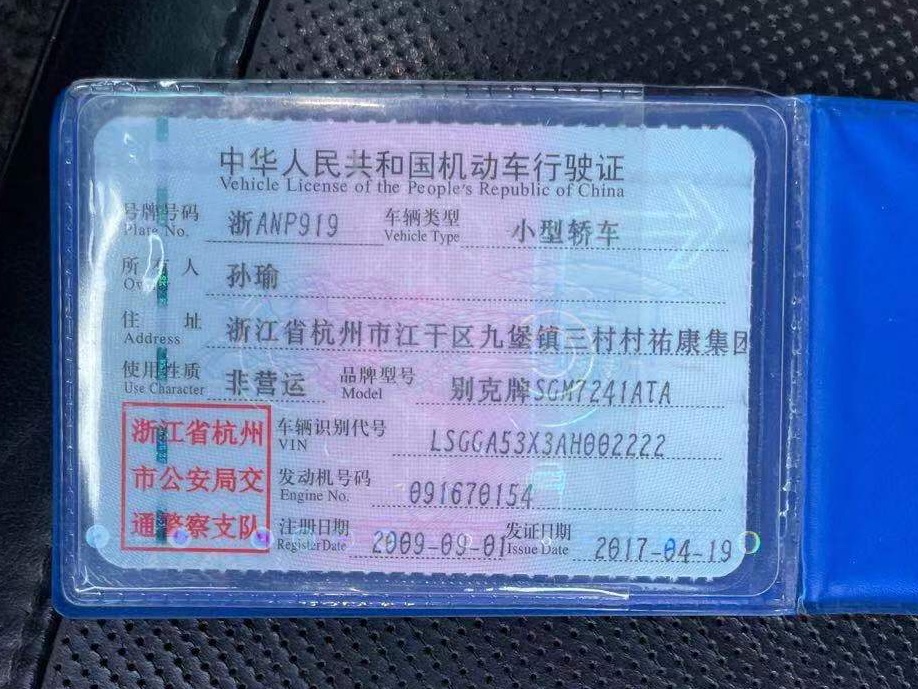 中华人民共和国机动车行驶证
Vehicle License of the People's Republic of China
号牌号码 浙ANP919 车辆类型 小型轿车
Plate No. Vehicle Type
所有人 孙瑜
住址 浙江省杭州市江干区九堡镇三村村祐康集团
Address
使用性质 非营运 品牌型号 别克牌SGM7241ATA
Use Character Model
车辆识别代号 LSGGA53X3AH002222
VIN
发动机号码 091670154
Engine No.
注册日期 2009-09-01 发证日期 2017-04-19
Register Date Issue Date
浙江省杭州
市公安局交
通警察支队